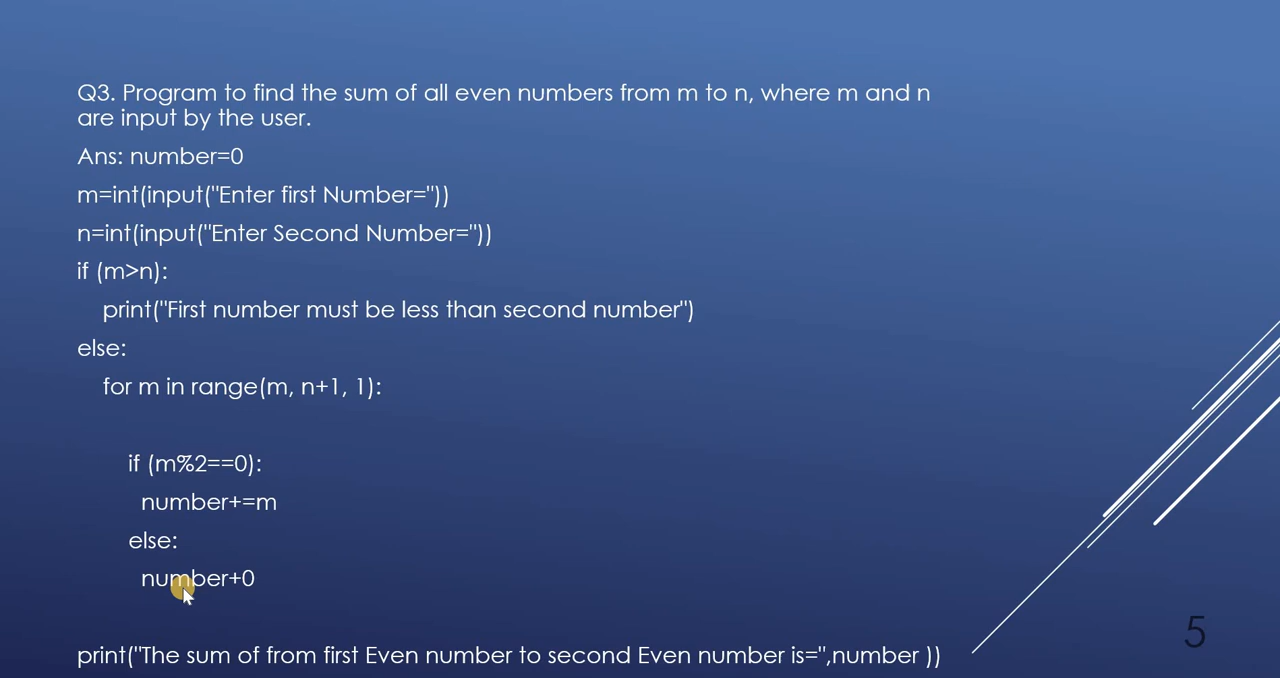 Q3. Program to find the sum of all even numbers from m to n, where m and n
are input by the user.
Ans: number=0
m=int(input("Enter first Number="))
n=int(input("Enter Second Number="))
if (m>n):
print("First number must be less than second number")
else:
for m in range(m, n+1, 1):
if (m%2==0):
number+=m
else:
number+0
print("The sum of from first Even number to second Even number is=",number ))
5